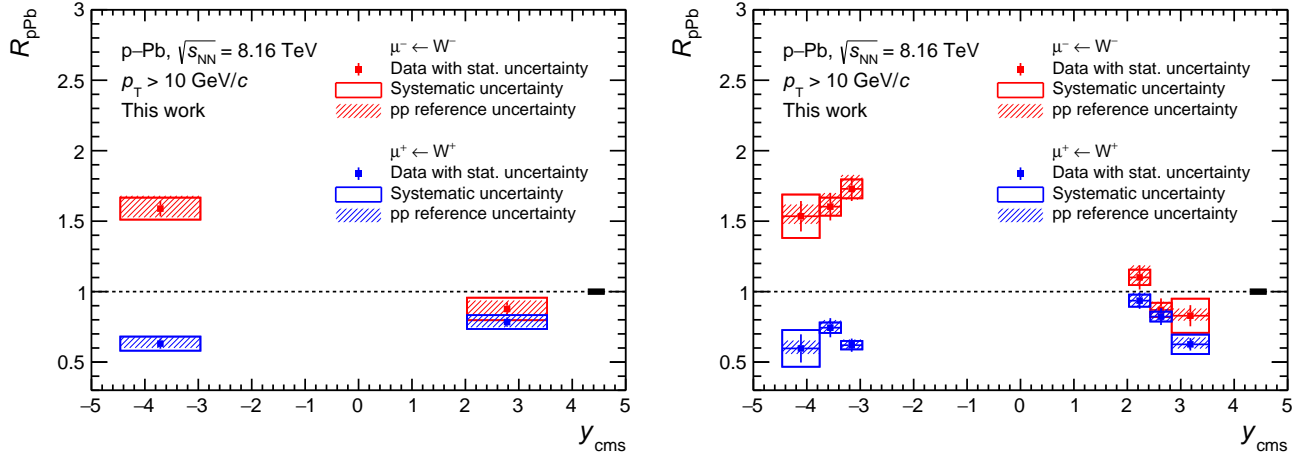 R_pPb
3
2.5
2
1.5
1
0.5
p–Pb, √s_NN = 8.16 TeV
p_T > 10 GeV/c
This work
μ⁻ ← W⁻
Data with stat. uncertainty
Systematic uncertainty
pp reference uncertainty
μ⁺ ← W⁺
Data with stat. uncertainty
Systematic uncertainty
pp reference uncertainty
−5 −4 −3 −2 −1 0 1 2 3 4 5
y_cms
R_pPb
3
2.5
2
1.5
1
0.5
p–Pb, √s_NN = 8.16 TeV
p_T > 10 GeV/c
This work
μ⁻ ← W⁻
Data with stat. uncertainty
Systematic uncertainty
pp reference uncertainty
μ⁺ ← W⁺
Data with stat. uncertainty
Systematic uncertainty
pp reference uncertainty
−5 −4 −3 −2 −1 0 1 2 3 4 5
y_cms